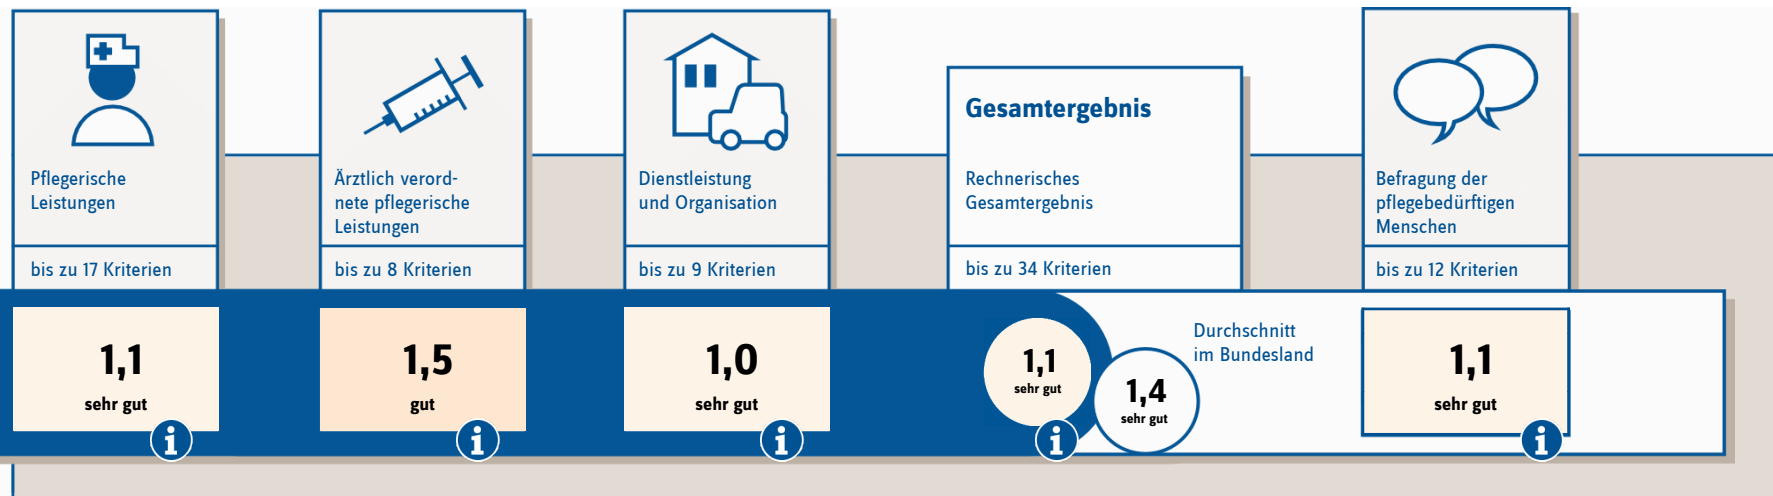 Pflegerische
Leistungen
bis zu 17 Kriterien
1,1
sehr gut
i
Ärztlich verord-
nete pflegerische
Leistungen
bis zu 8 Kriterien
1,5
gut
i
Dienstleistung
und Organisation
bis zu 9 Kriterien
1,0
sehr gut
i
Gesamtergebnis
Rechnerisches
Gesamtergebnis
bis zu 34 Kriterien
1,1
sehr gut
i
1,4
sehr gut
Durchschnitt
im Bundesland
Befragung der
pflegebedürftigen
Menschen
bis zu 12 Kriterien
1,1
sehr gut
i